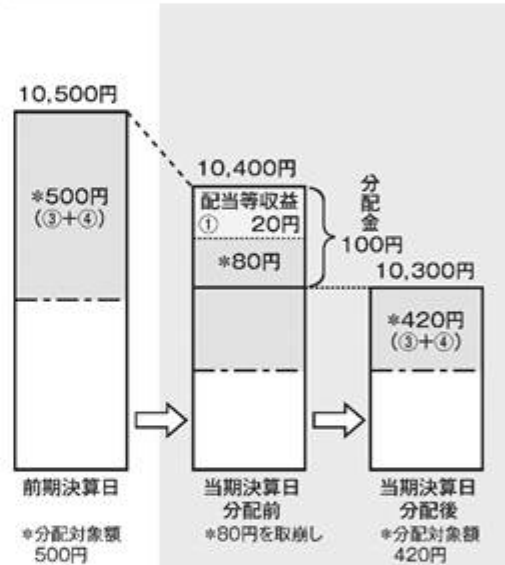 10,500円
*500円
(③+④)
前期決算日
*分配対象額
500円
10,400円
配当等収益
① 20円
*80円
分配金
100円
当期決算日
分配前
*80円を取崩し
10,300円
*420円
(③+④)
当期決算日
分配後
*分配対象額
420円